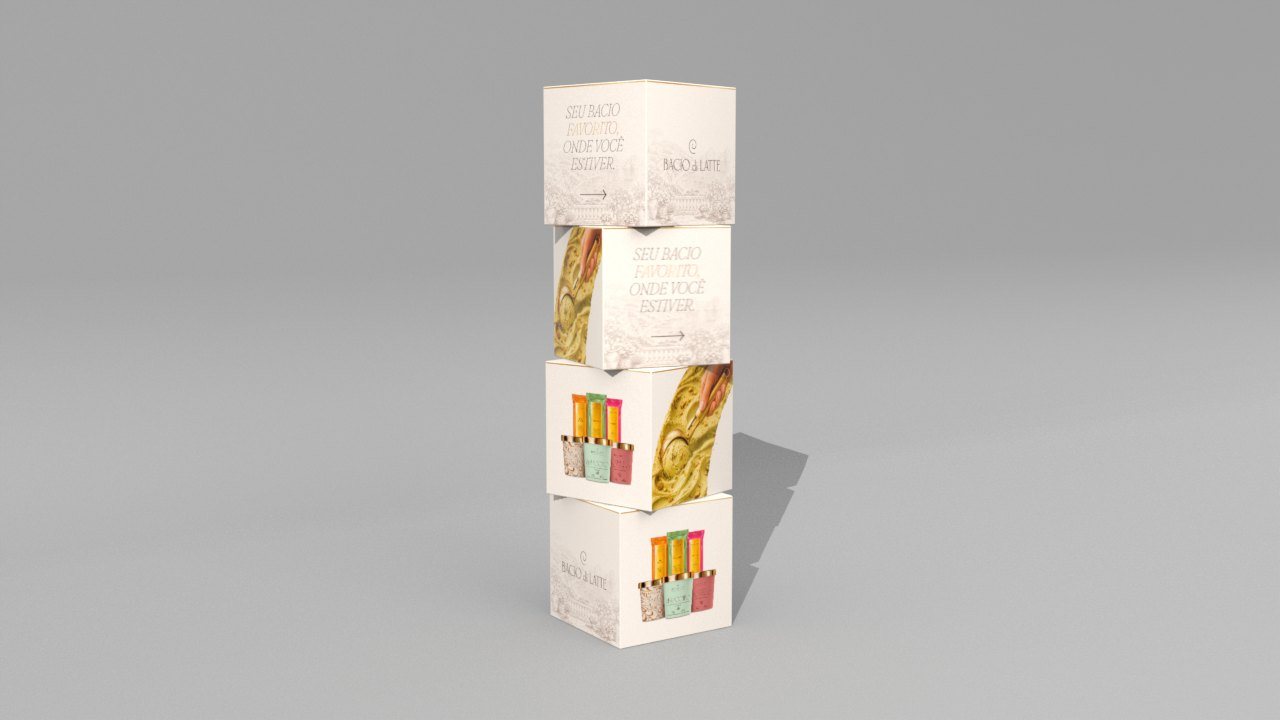 SEU BACIO
FAVORITO,
ONDE VOCÊ
ESTIVER.
BACIO di LATTE
SEU BACIO
FAVORITO,
ONDE VOCÊ
ESTIVER.
BACIO di LATTE